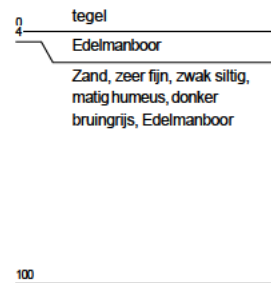 0 tegel
4
Edelmanboor
Zand, zeer fijn, zwak siltig,
matig humeus, donker
bruingrijs, Edelmanboor
100